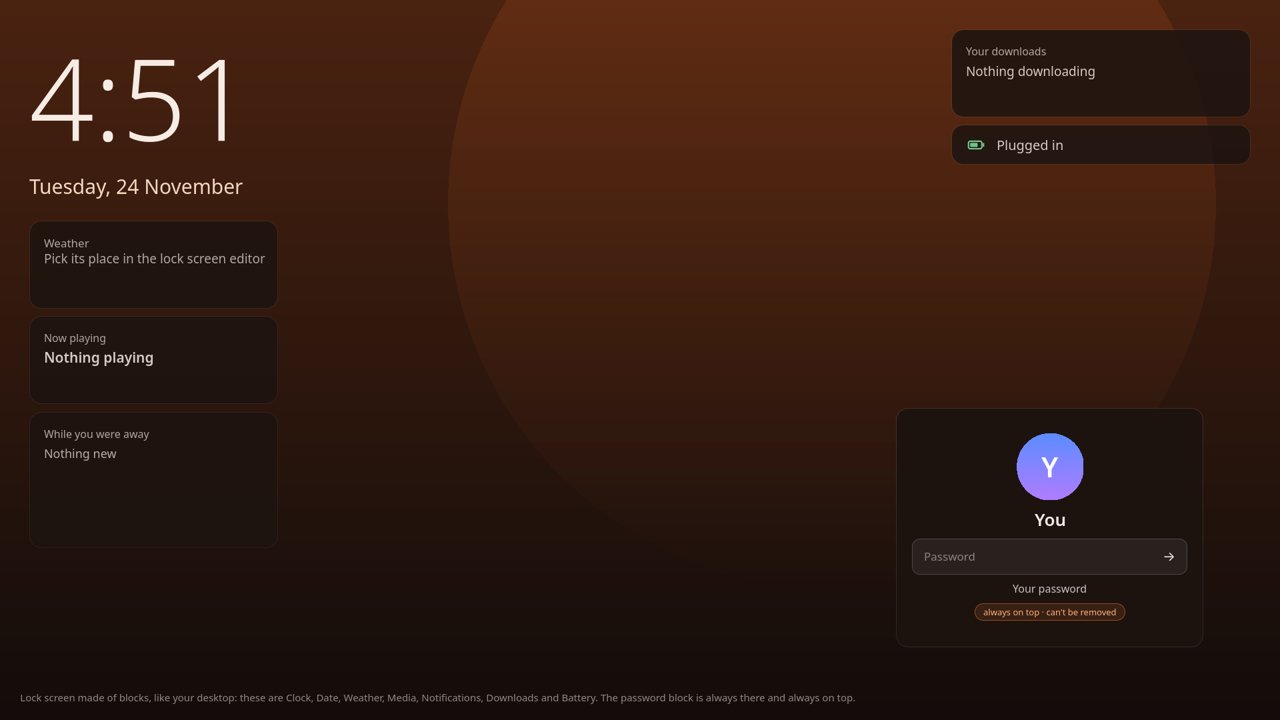 4:51
Tuesday, 24 November
Weather
Pick its place in the lock screen editor
Now playing
Nothing playing
While you were away
Nothing new
Your downloads
Nothing downloading
Plugged in
Y
You
Password
Your password
always on top · can't be removed
Lock screen made of blocks, like your desktop: these are Clock, Date, Weather, Media, Notifications, Downloads and Battery. The password block is always there and always on top.